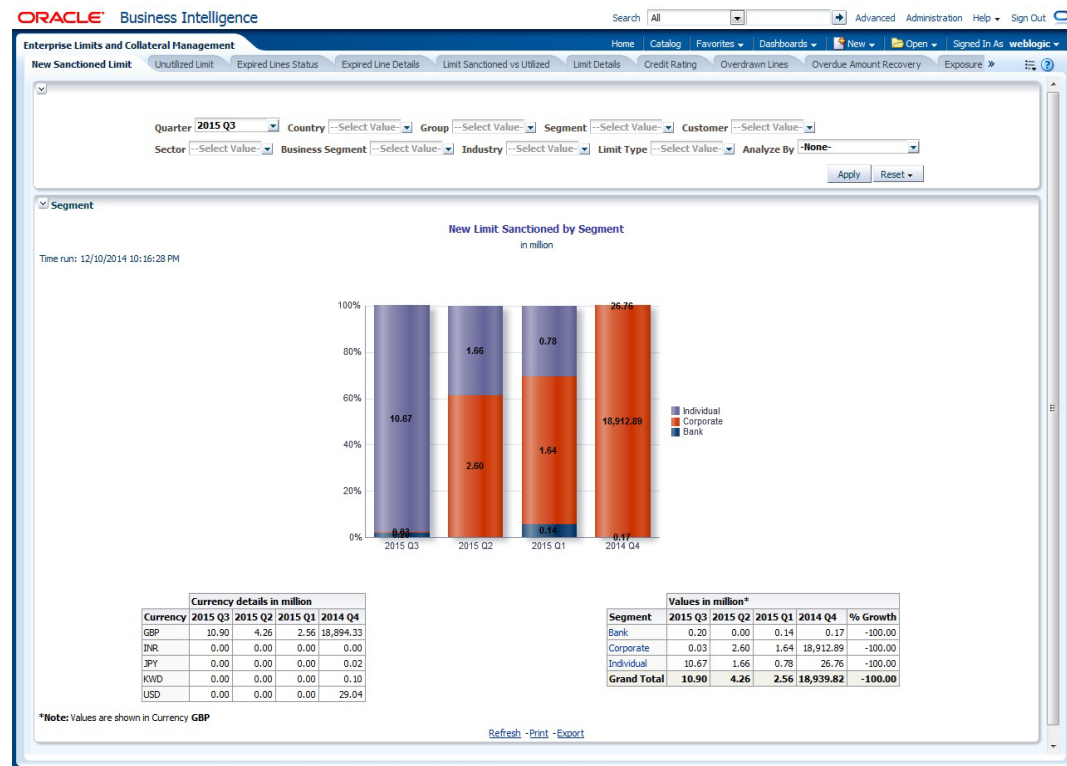 ORACLE Business Intelligence
Search All Advanced Administration Help Sign Out
Enterprise Limits and Collateral Management
Home Catalog Favorites Dashboards New Open Signed In As weblogic
New Sanctioned Limit Unutilized Limit Expired Lines Status Expired Line Details Limit Sanctioned vs Utilized Limit Details Credit Rating Overdrawn Lines Overdue Amount Recovery Exposure »
Quarter 2015 Q3 Country --Select Value- Group --Select Value- Segment --Select Value- Customer --Select Value-
Sector --Select Value- Business Segment --Select Value- Industry --Select Value- Limit Type --Select Value- Analyze By -None-
Apply Reset
Segment
New Limit Sanctioned by Segment
in million
Time run: 12/10/2014 10:16:28 PM
100%
80%
60%
40%
20%
0%
10.67
0.03
0.20
1.66
2.60
0.78
1.64
0.14
26.76
18,912.89
0.17
2015 Q3 2015 Q2 2015 Q1 2014 Q4
Individual
Corporate
Bank
Currency details in million
Currency 2015 Q3 2015 Q2 2015 Q1 2014 Q4
GBP 10.90 4.26 2.56 18,894.33
INR 0.00 0.00 0.00 0.00
JPY 0.00 0.00 0.00 0.02
KWD 0.00 0.00 0.00 0.10
USD 0.00 0.00 0.00 29.04
Values in million*
Segment 2015 Q3 2015 Q2 2015 Q1 2014 Q4 % Growth
Bank 0.20 0.00 0.14 0.17 -100.00
Corporate 0.03 2.60 1.64 18,912.89 -100.00
Individual 10.67 1.66 0.78 26.76 -100.00
Grand Total 10.90 4.26 2.56 18,939.82 -100.00
*Note: Values are shown in Currency GBP
Refresh - Print - Export